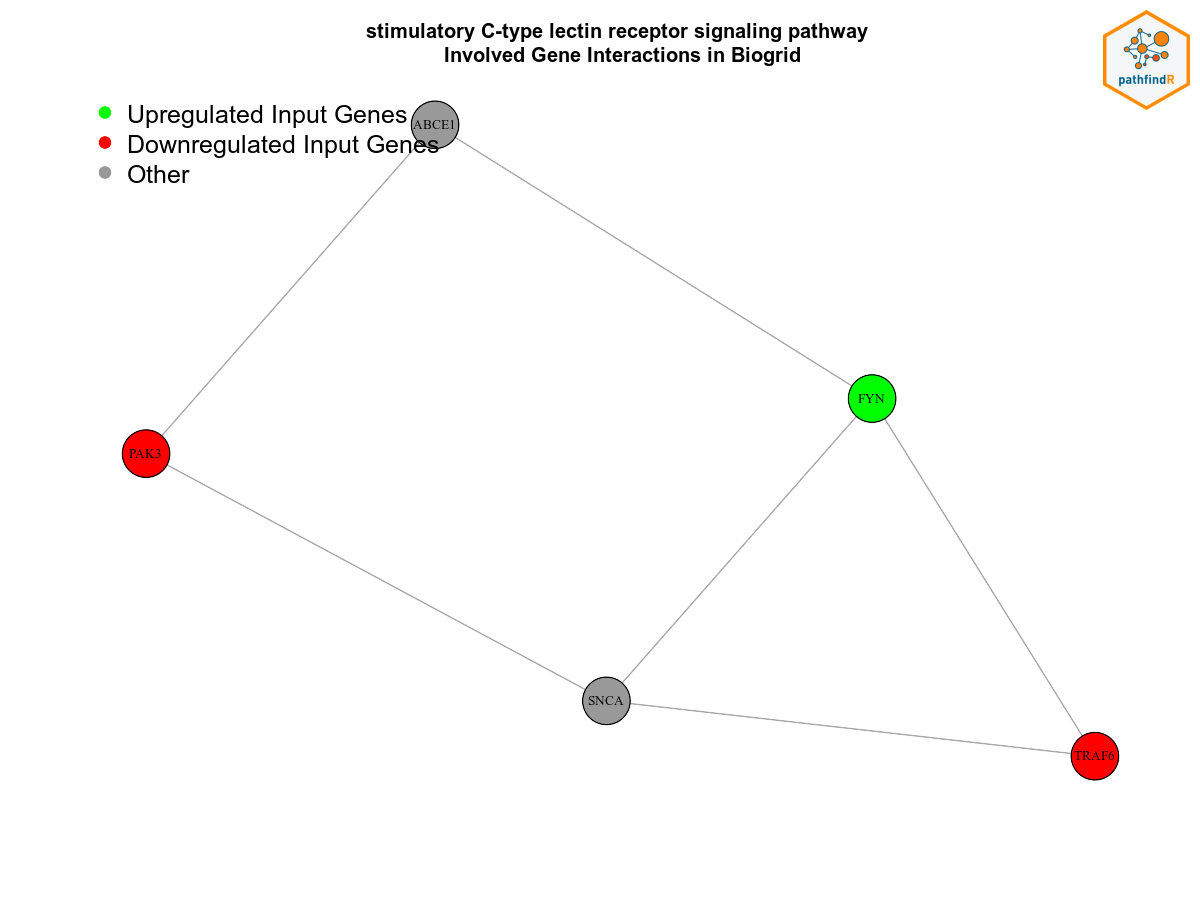 stimulatory C-type lectin receptor signaling pathway
Involved Gene Interactions in Biogrid
pathfindR
Upregulated Input Genes
Downregulated Input Genes
Other
ABCE1
FYN
PAK3
SNCA
TRAF6